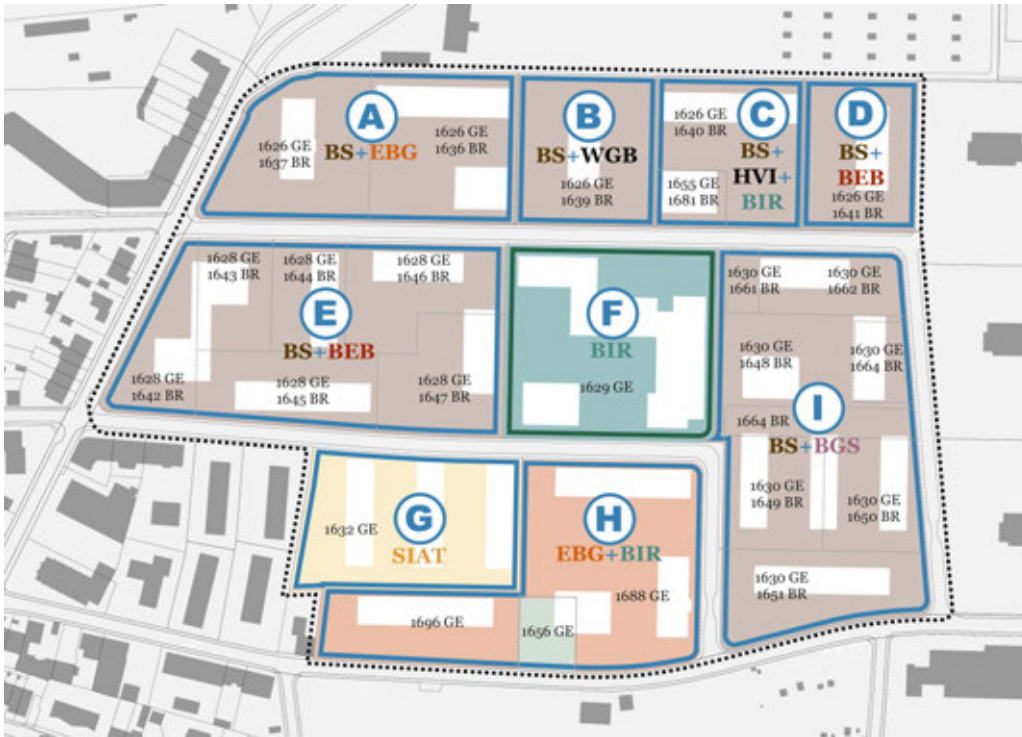 A
1626 GE
1637 BR
BS+EBG
1626 GE
1636 BR
B
BS+WGB
1626 GE
1639 BR
1626 GE
1640 BR
C
BS+
HVI+
BIR
1655 GE
1681 BR
D
BS+
BEB
1626 GE
1641 BR
1628 GE
1643 BR
1628 GE
1644 BR
1628 GE
1646 BR
E
BS+BEB
1628 GE
1642 BR
1628 GE
1645 BR
1628 GE
1647 BR
F
BIR
1629 GE
1630 GE
1661 BR
1630 GE
1662 BR
1630 GE
1648 BR
1630 GE
1664 BR
I
1664 BR
BS+BGS
1630 GE
1649 BR
1630 GE
1650 BR
1630 GE
1651 BR
G
1632 GE
SIAT
H
EBG+BIR
1688 GE
1696 GE
1656 GE